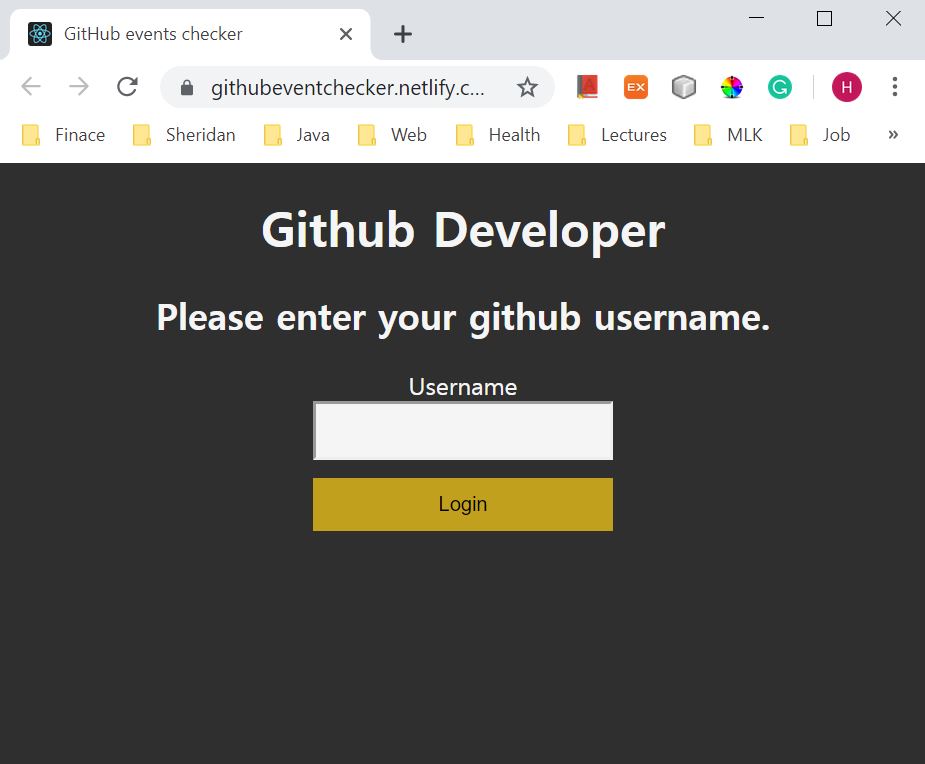 GitHub events checker
githubeventchecker.netlify.c...
EX
G
H
Finace Sheridan Java Web Health Lectures MLK Job »
Github Developer
Please enter your github username.
Username
Login